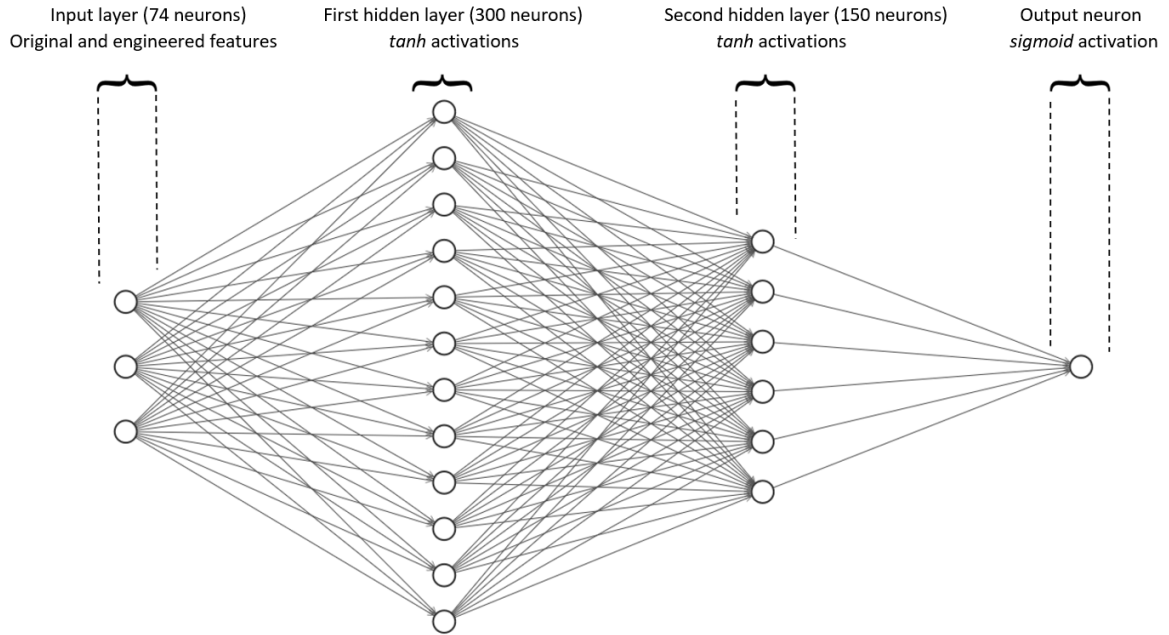 Input layer (74 neurons)
Original and engineered features
First hidden layer (300 neurons)
tanh activations
Second hidden layer (150 neurons)
tanh activations
Output neuron
sigmoid activation